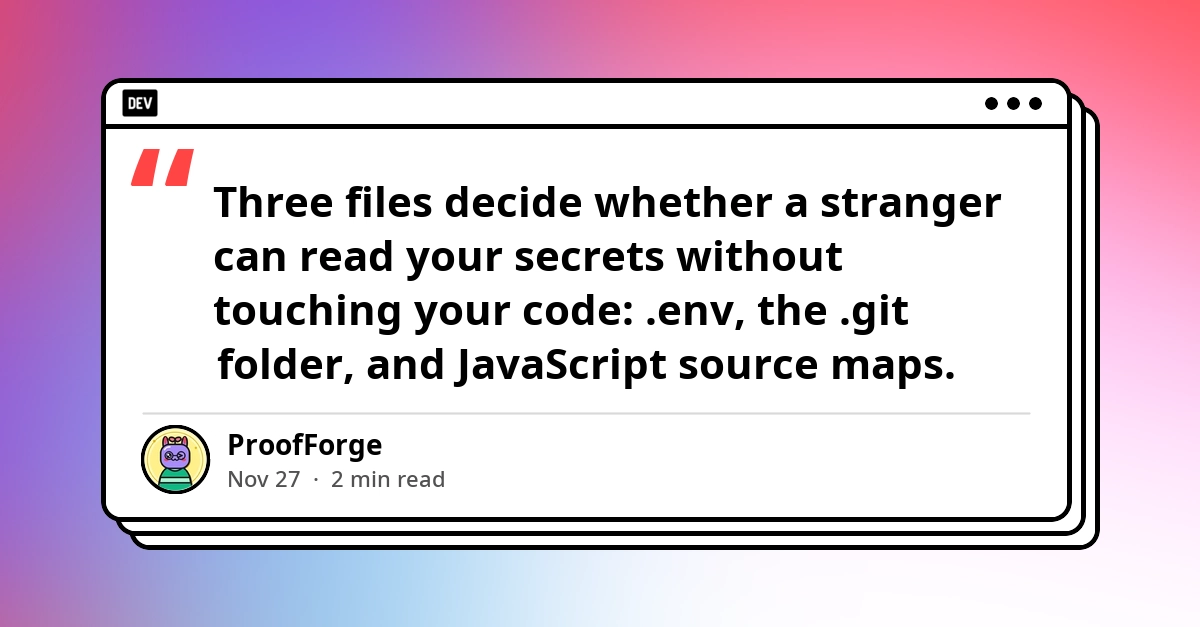 DEV
“
Three files decide whether a stranger
can read your secrets without
touching your code: .env, the .git
folder, and JavaScript source maps.
ProofForge
Nov 27 · 2 min read